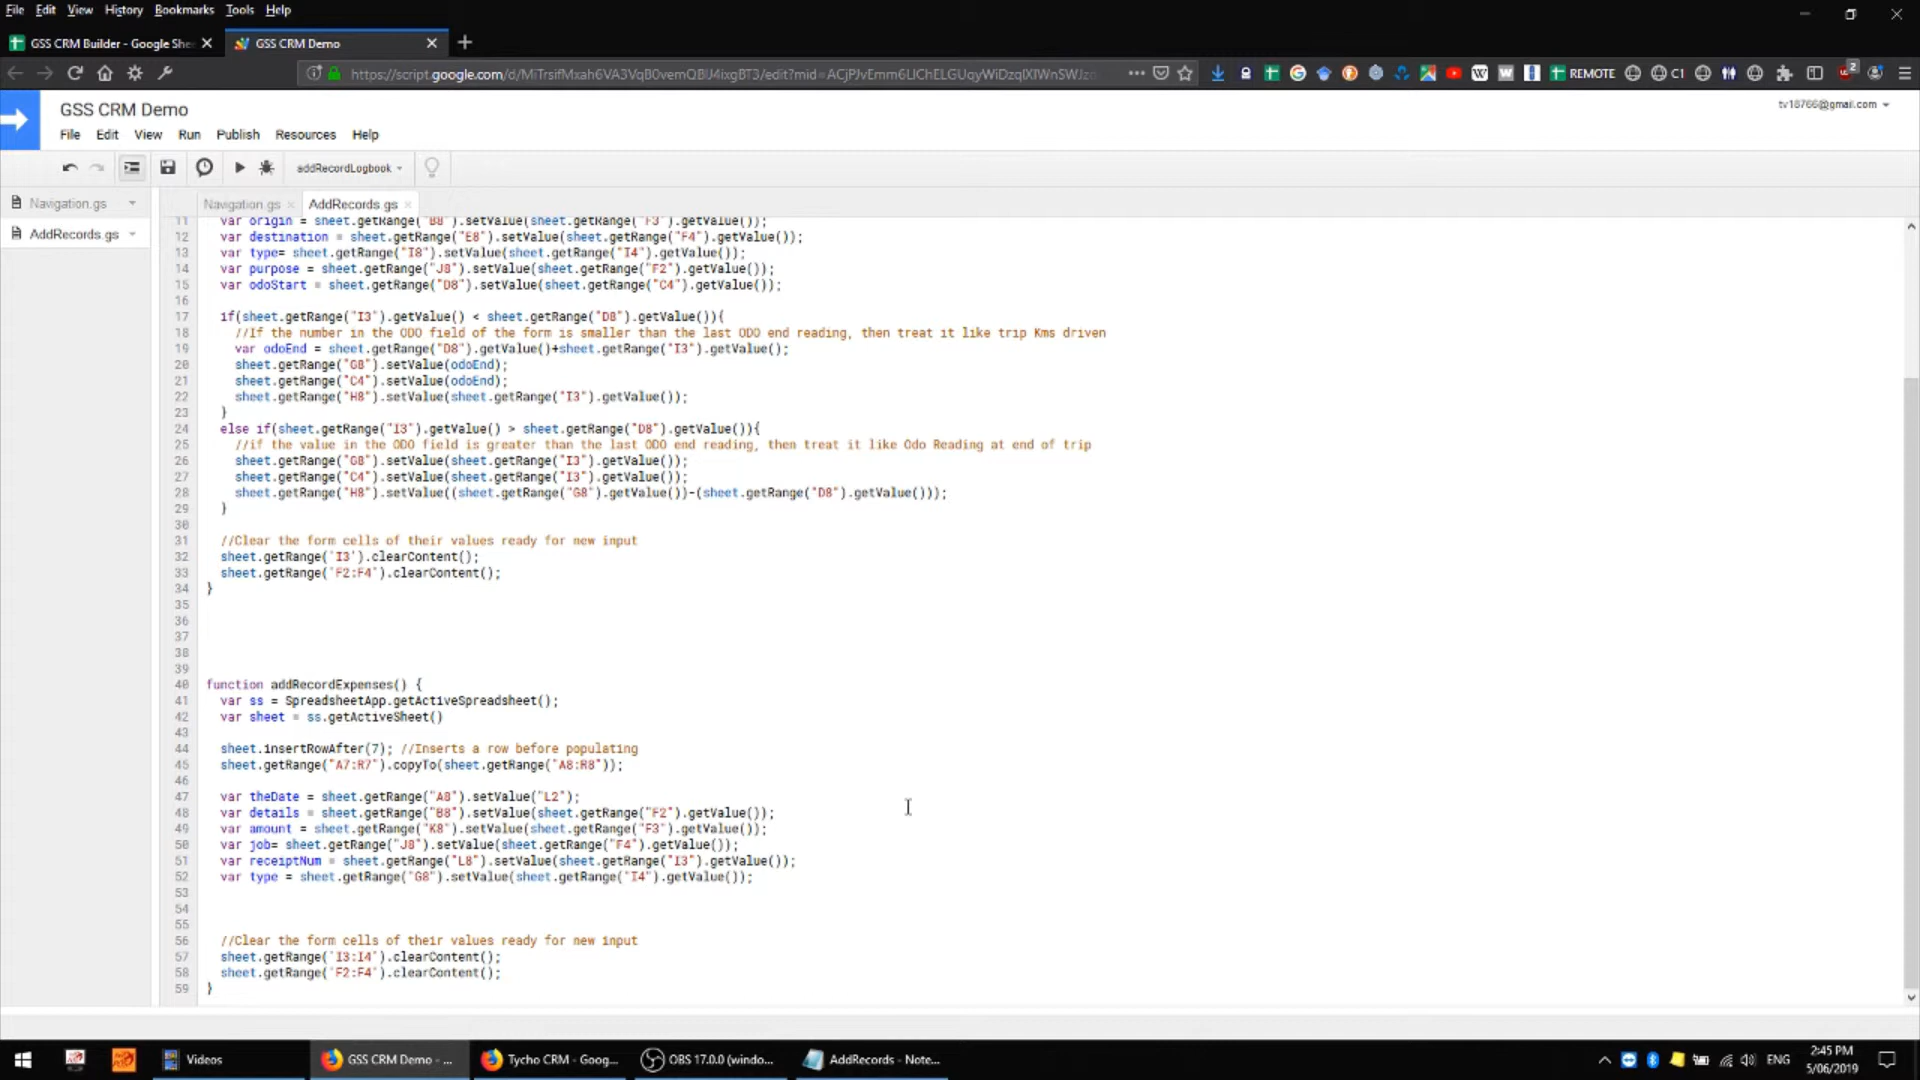 File Edit View History Bookmarks Tools Help
GSS CRM Builder - Google She
GSS CRM Demo
REMOTE
C1
2
GSS CRM Demo
tv18766@gmail.com
File Edit View Run Publish Resources Help
addRecordLogbook
Navigation.gs
AddRecords.gs
Navigation.gs
AddRecords.gs
11 var origin = sheet.getRange("B8").setValue(sheet.getRange("F3").getValue());
12 var destination = sheet.getRange("E8").setValue(sheet.getRange("F4").getValue());
13 var type= sheet.getRange("I8").setValue(sheet.getRange("I4").getValue());
14 var purpose = sheet.getRange("J8").setValue(sheet.getRange("F2").getValue());
15 var odoStart = sheet.getRange("D8").setValue(sheet.getRange("C4").getValue());
16
17 if(sheet.getRange("I3").getValue() < sheet.getRange("D8").getValue()){
18 //If the number in the ODO field of the form is smaller than the last ODO end reading, then treat it like trip Kms driven
19 var odoEnd = sheet.getRange("D8").getValue()+sheet.getRange("I3").getValue();
20 sheet.getRange("G8").setValue(odoEnd);
21 sheet.getRange("C4").setValue(odoEnd);
22 sheet.getRange("H8").setValue(sheet.getRange("I3").getValue());
23 }
24 else if(sheet.getRange("I3").getValue() > sheet.getRange("D8").getValue()){
25 //if the value in the ODO field is greater than the last ODO end reading, then treat it like Odo Reading at end of trip
26 sheet.getRange("G8").setValue(sheet.getRange("I3").getValue());
27 sheet.getRange("C4").setValue(sheet.getRange("I3").getValue());
28 sheet.getRange("H8").setValue((sheet.getRange("G8").getValue())-(sheet.getRange("D8").getValue()));
29 }
30
31 //Clear the form cells of their values ready for new input
32 sheet.getRange('I3').clearContent();
33 sheet.getRange('F2:F4').clearContent();
34 }
35
36
37
38
39
40 function addRecordExpenses() {
41 var ss = SpreadsheetApp.getActiveSpreadsheet();
42 var sheet = ss.getActiveSheet()
43
44 sheet.insertRowAfter(7); //Inserts a row before populating
45 sheet.getRange("A7:R7").copyTo(sheet.getRange("A8:R8"));
46
47 var theDate = sheet.getRange("A8").setValue("L2");
48 var details = sheet.getRange("B8").setValue(sheet.getRange("F2").getValue());
49 var amount = sheet.getRange("K8").setValue(sheet.getRange("F3").getValue());
50 var job= sheet.getRange("J8").setValue(sheet.getRange("F4").getValue());
51 var receiptNum = sheet.getRange("L8").setValue(sheet.getRange("I3").getValue());
52 var type = sheet.getRange("G8").setValue(sheet.getRange("I4").getValue());
53
54
55
56 //Clear the form cells of their values ready for new input
57 sheet.getRange('I3:I4').clearContent();
58 sheet.getRange('F2:F4').clearContent();
59 }
Videos
GSS CRM Demo - ...
Tycho CRM - Goog...
OBS 17.0.0 (windo...
AddRecords - Note...
ENG
2:45 PM
5/06/2019